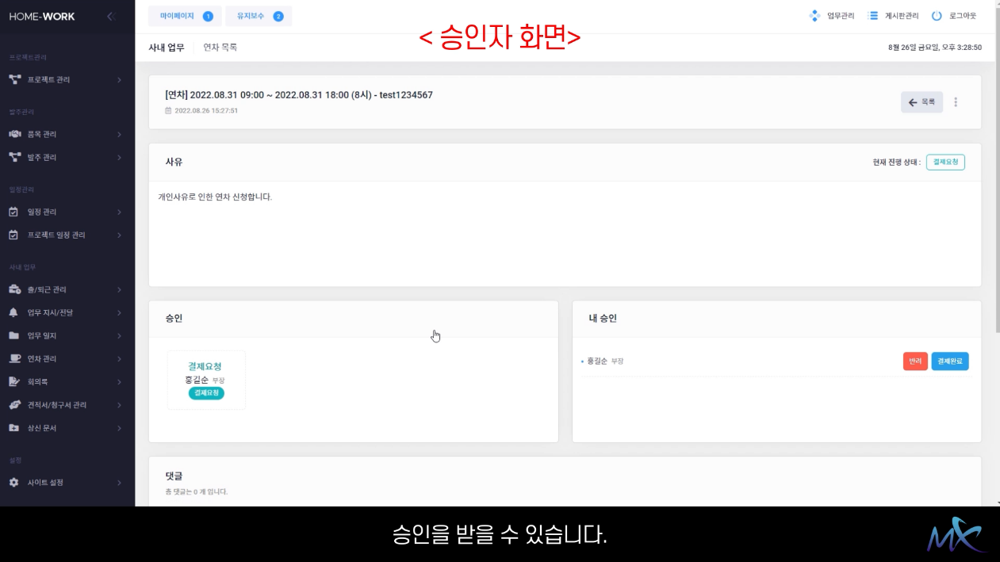 HOME-WORK
마이페이지 1
유지보수 2
업무관리
게시판관리
로그아웃
< 승인자 화면>
사내 업무
연차 목록
8월 26일 금요일, 오후 3:28:50
프로젝트관리
프로젝트 관리
발주관리
품목 관리
발주 관리
일정관리
일정 관리
프로젝트 일정 관리
사내 업무
출/퇴근 관리
업무 지시/전달
업무 일지
연차 관리
회의록
견적서/청구서 관리
상신 문서
설정
사이트 설정
[연차] 2022.08.31 09:00 ~ 2022.08.31 18:00 (8시) - test1234567
2022.08.26 15:27:51
목록
사유
현재 진행 상태 :
결제요청
개인사유로 인한 연차 신청합니다.
승인
결제요청
홍길순 부장
결제요청
내 승인
홍길순 부장
반려
결제완료
댓글
총 댓글는 0 개 입니다.
승인을 받을 수 있습니다.
MX